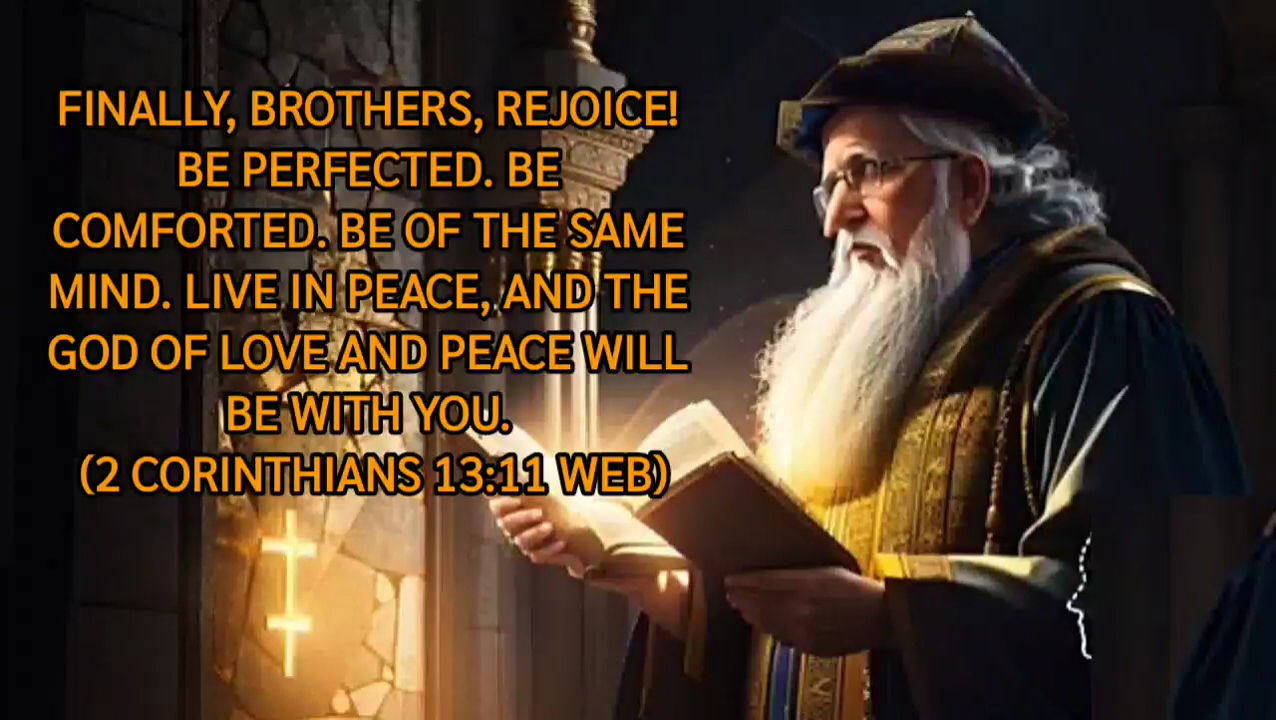 FINALLY, BROTHERS, REJOICE!
BE PERFECTED. BE
COMFORTED. BE OF THE SAME
MIND. LIVE IN PEACE, AND THE
GOD OF LOVE AND PEACE WILL
BE WITH YOU.
(2 CORINTHIANS 13:11 WEB)